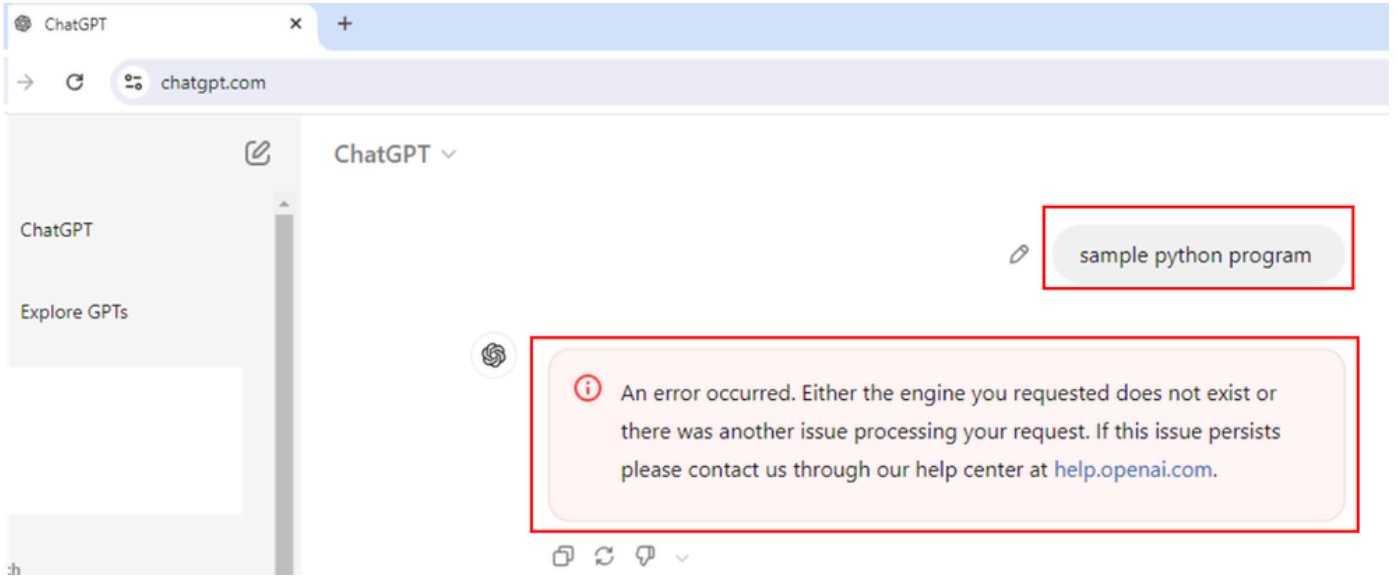 ChatGPT
chatgpt.com
ChatGPT
ChatGPT
Explore GPTs
sample python program
An error occurred. Either the engine you requested does not exist or
there was another issue processing your request. If this issue persists
please contact us through our help center at help.openai.com.